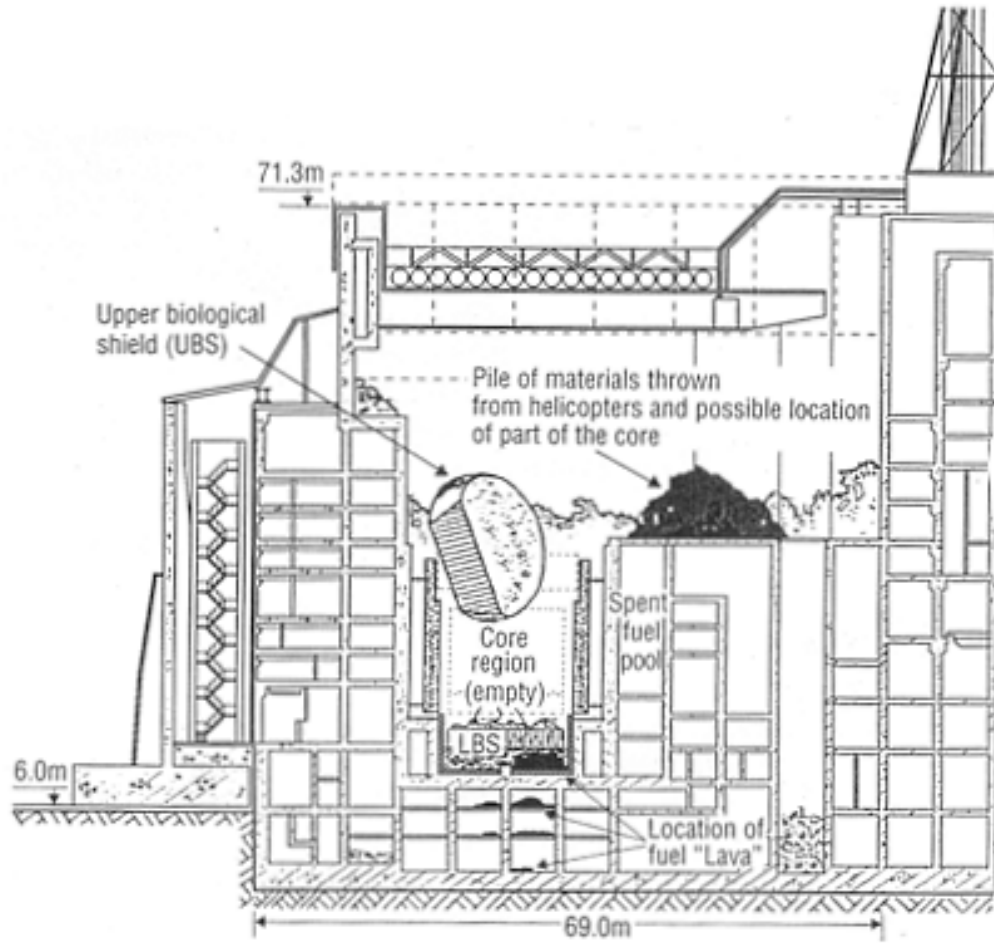 71.3m
Upper biological
shield (UBS)
Pile of materials thrown
from helicopters and possible location
of part of the core
Spent
fuel
pool
Core
region
(empty)
LBS
6.0m
Location of
fuel "Lava"
69.0m